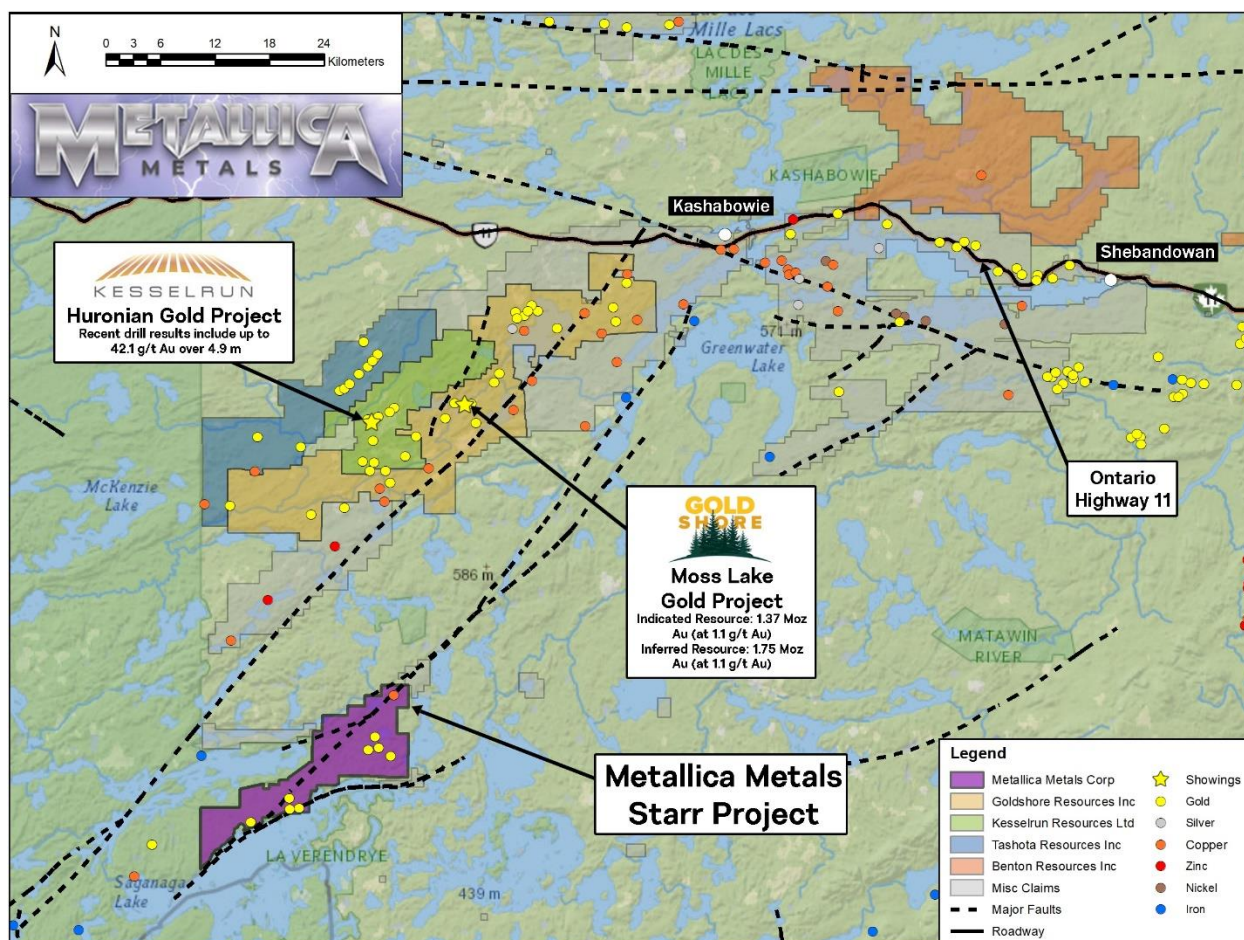 N
0 3 6 12 18 24
Kilometers
METALLICA
METALS
Mille Lacs
LAC DES
MILLE
LACS
KASHABOWIE
Kashabowie
11
Shebandowan
11
KESSELRUN
Huronian Gold Project
Recent drill results include up to
42.1 g/t Au over 4.9 m
571 m
Greenwater
Lake
McKenzie
Lake
Ontario
Highway 11
GOLD
SHORE
Moss Lake
Gold Project
Indicated Resource: 1.37 Moz
Au (at 1.1 g/t Au)
Inferred Resource: 1.75 Moz
Au (at 1.1 g/t Au)
586 m
MATAWIN
RIVER
Metallica Metals
Starr Project
LA VERENDRYE
Saganaga
Lake
439 m
Legend
Metallica Metals Corp
Goldshore Resources Inc
Kesselrun Resources Ltd
Tashota Resources Inc
Benton Resources Inc
Misc Claims
Major Faults
Roadway
Showings
Gold
Silver
Copper
Zinc
Nickel
Iron